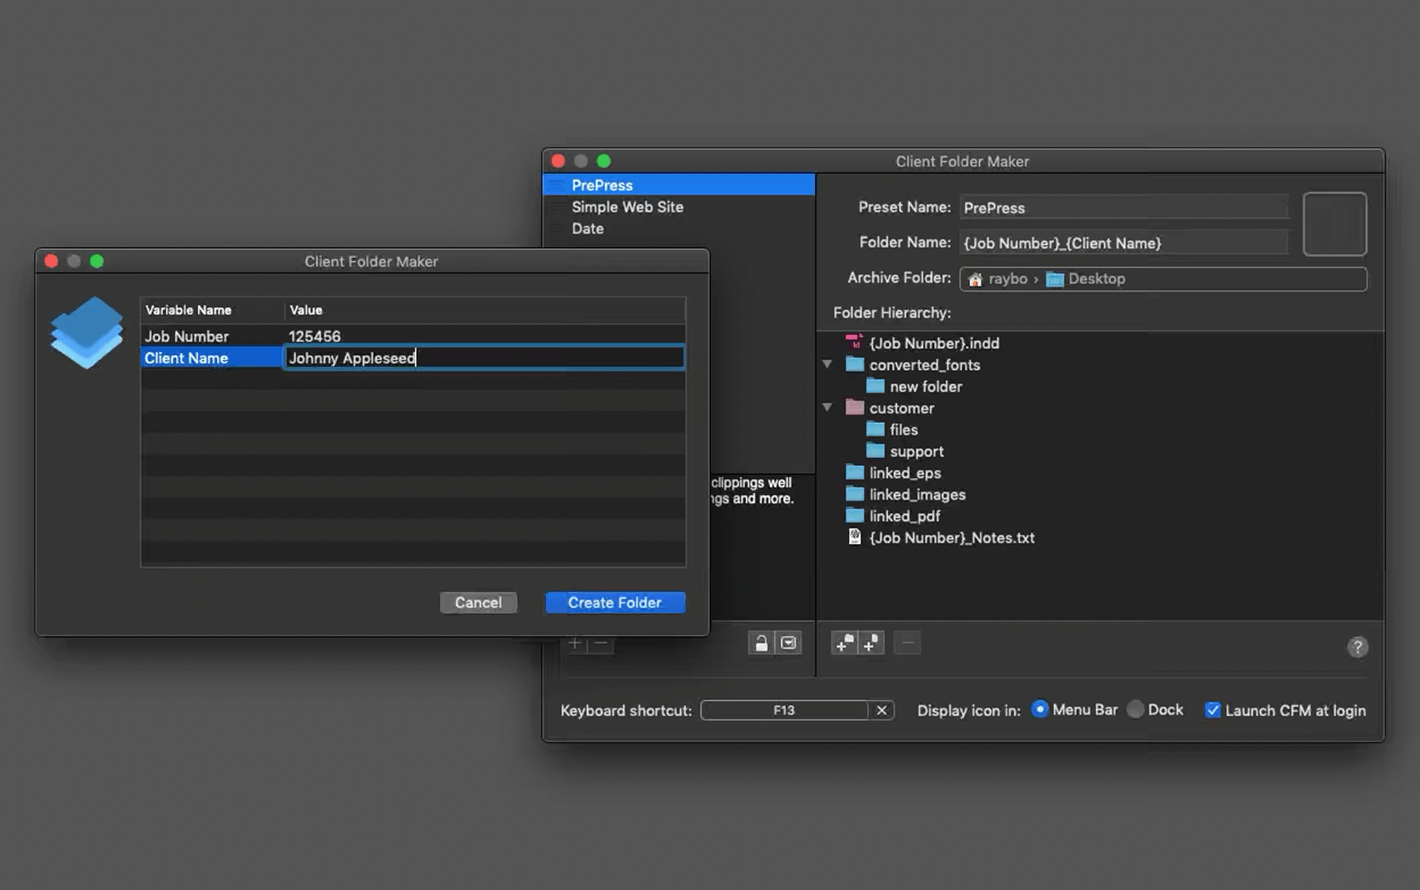 Client Folder Maker
PrePress
Simple Web Site
Date
Preset Name: PrePress
Folder Name: {Job Number}_{Client Name}
Archive Folder: raybo › Desktop
Folder Hierarchy:
{Job Number}.indd
converted_fonts
new folder
customer
files
support
linked_eps
linked_images
linked_pdf
{Job Number}_Notes.txt
clippings well
and more.
Keyboard shortcut: F13
Display icon in: Menu Bar Dock
Launch CFM at login
Client Folder Maker
Variable Name Value
Job Number 125456
Client Name Johnny Appleseed
Cancel Create Folder